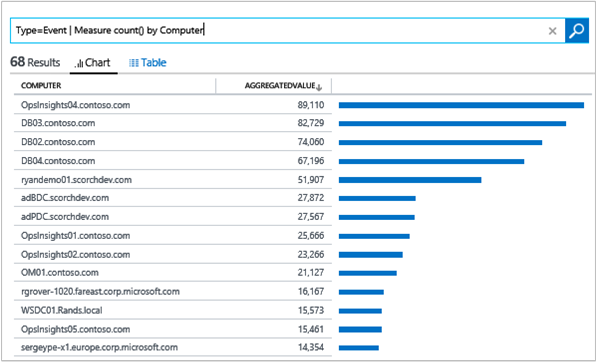 Type=Event | Measure count() by Computer
68 Results Chart Table
COMPUTER AGGREGATEDVALUE
OpsInsights04.contoso.com 89,110
DB03.contoso.com 82,729
DB02.contoso.com 74,060
DB04.contoso.com 67,196
ryandemo01.scorchdev.com 51,907
adBDC.scorchdev.com 27,872
adPDC.scorchdev.com 27,567
OpsInsights01.contoso.com 25,666
OpsInsights02.contoso.com 23,266
OM01.contoso.com 21,127
rgrover-1020.fareast.corp.microsoft.com 16,167
WSDC01.Rands.local 15,573
OpsInsights05.contoso.com 15,461
sergeype-x1.europe.corp.microsoft.com 14,354